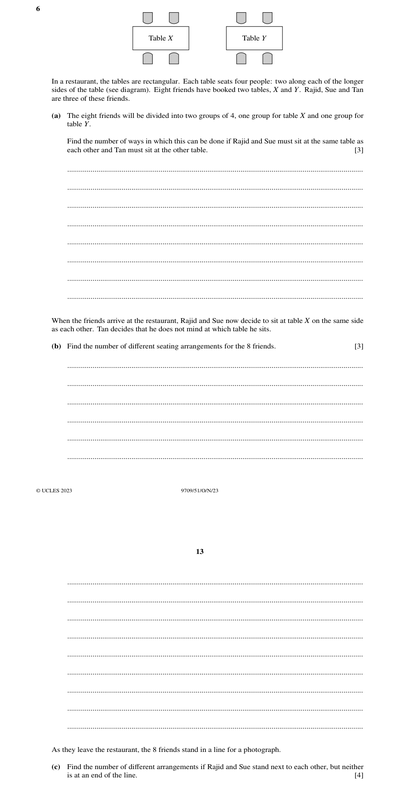 6
Table X Table Y
In a restaurant, the tables are rectangular. Each table seats four people: two along each of the longer
sides of the table (see diagram). Eight friends have booked two tables, X and Y. Rajid, Sue and Tan
are three of these friends.
(a) The eight friends will be divided into two groups of 4, one group for table X and one group for
table Y.
Find the number of ways in which this can be done if Rajid and Sue must sit at the same table as
each other and Tan must sit at the other table. [3]
When the friends arrive at the restaurant, Rajid and Sue now decide to sit at table X on the same side
as each other. Tan decides that he does not mind at which table he sits.
(b) Find the number of different seating arrangements for the 8 friends. [3]
© UCLES 2023 9709/51/O/N/23
13
As they leave the restaurant, the 8 friends stand in a line for a photograph.
(c) Find the number of different arrangements if Rajid and Sue stand next to each other, but neither
is at an end of the line. [4]